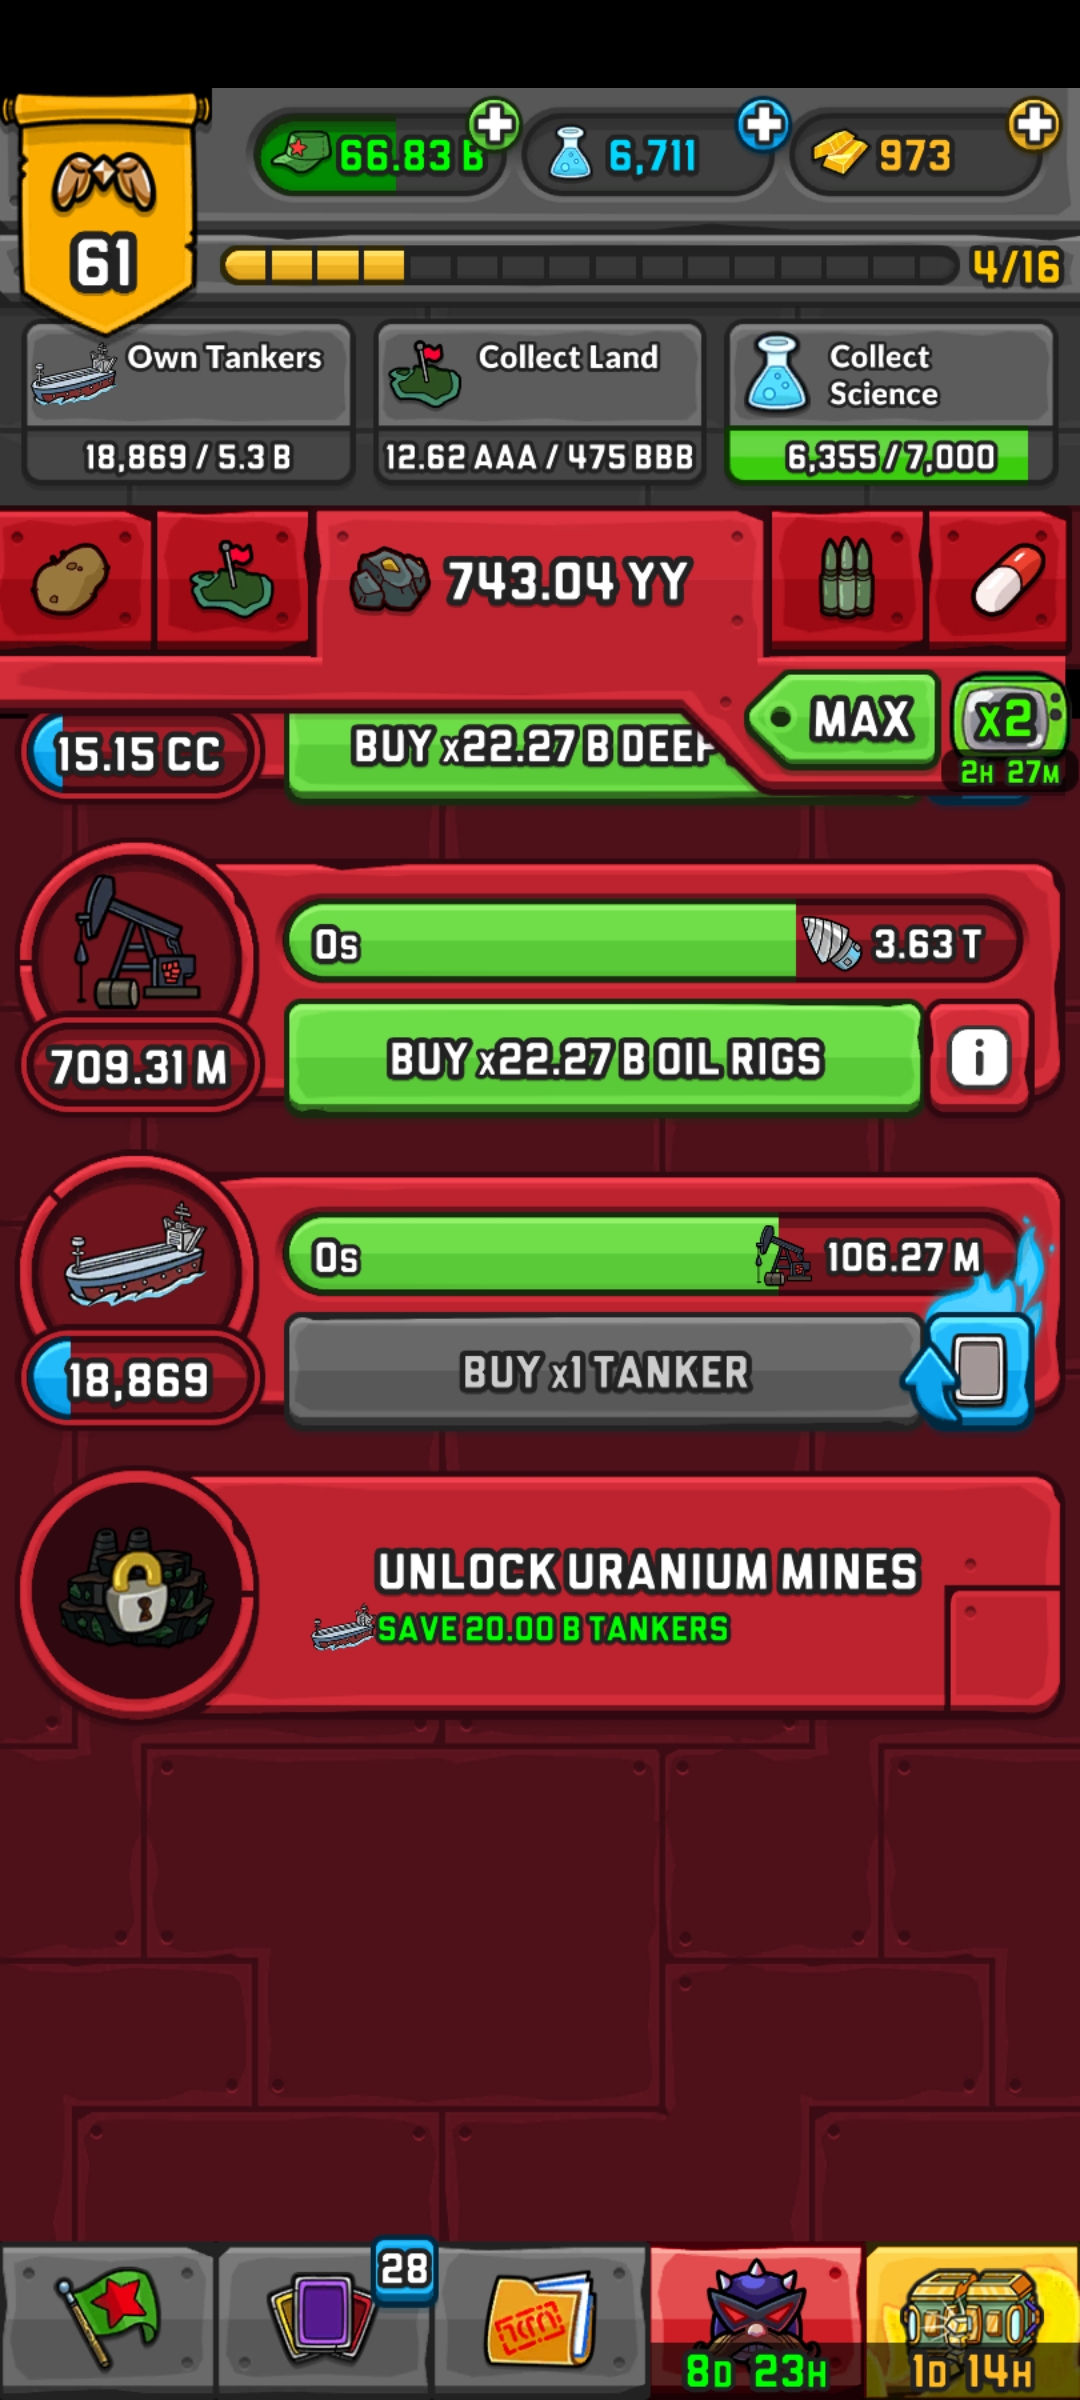 66.83 B
6,711
973
61
4/16
Own Tankers
18,869 / 5.3 B
Collect Land
12.62 AAA / 475 BBB
Collect
Science
6,355 / 7,000
743.04 YY
MAX
x2
2H 27M
15.15 CC
BUY x22.27 B DEEP
0s
3.63 T
709.31 M
BUY x22.27 B OIL RIGS
i
0s
106.27 M
18,869
BUY x1 TANKER
UNLOCK URANIUM MINES
SAVE 20.00 B TANKERS
28
8D 23H
1D 14H